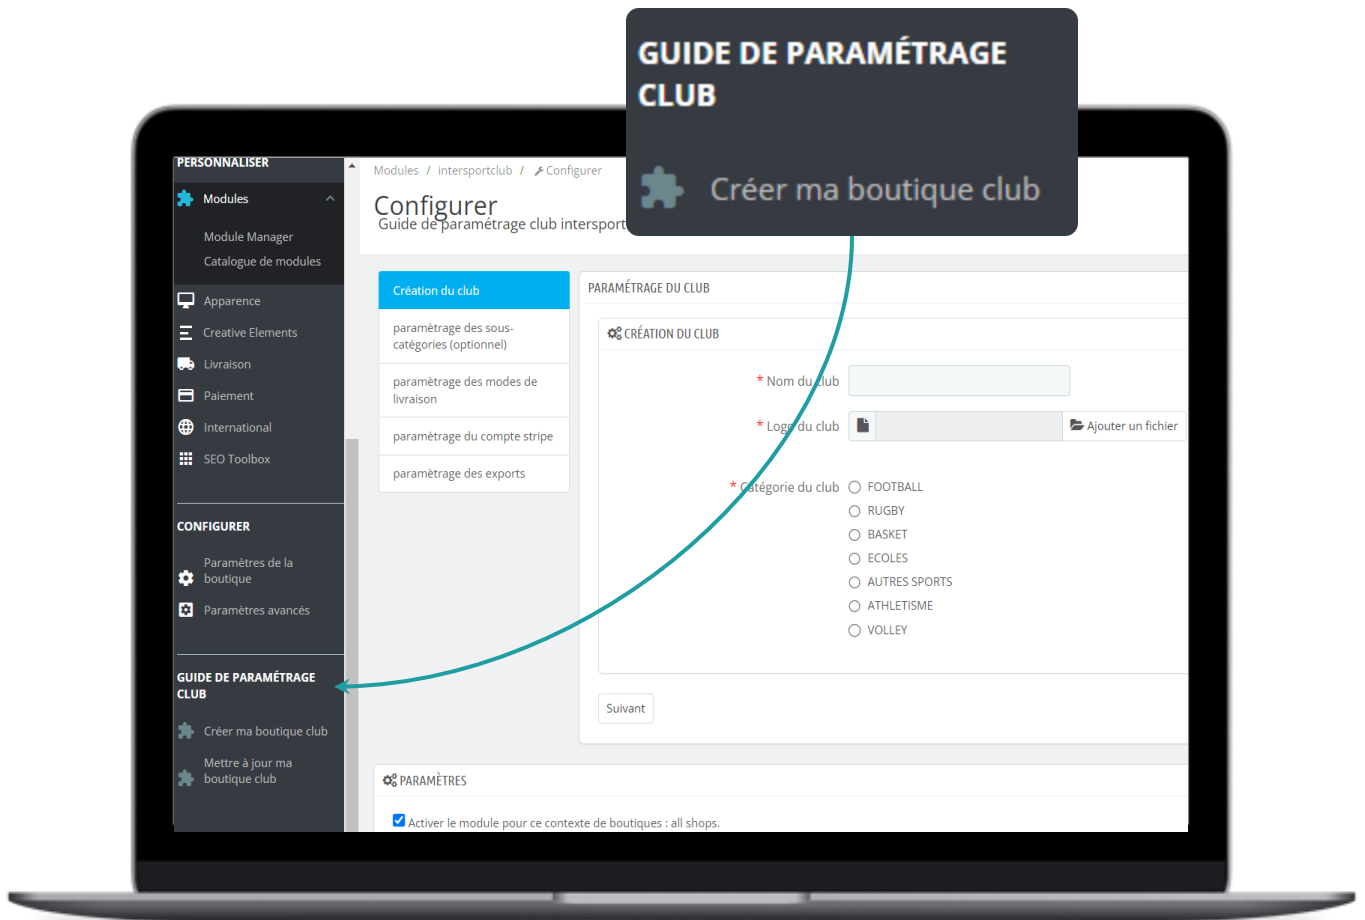 GUIDE DE PARAMÉTRAGE
CLUB
Créer ma boutique club
PERSONNALISER
Modules
Module Manager
Catalogue de modules
Apparence
Creative Elements
Livraison
Paiement
International
SEO Toolbox
CONFIGURER
Paramètres de la
boutique
Paramètres avancés
GUIDE DE PARAMÉTRAGE
CLUB
Créer ma boutique club
Mettre à jour ma
boutique club
Modules / intersportclub / Configurer
Configurer
Guide de paramétrage club intersport
Création du club
paramètrage des sous-
catégories (optionnel)
paramètrage des modes de
livraison
paramètrage du compte stripe
paramètrage des exports
PARAMÉTRAGE DU CLUB
CRÉATION DU CLUB
* Nom du club
* Logo du club
Ajouter un fichier
* Catégorie du club
FOOTBALL
RUGBY
BASKET
ECOLES
AUTRES SPORTS
ATHLETISME
VOLLEY
Suivant
PARAMÈTRES
Activer le module pour ce contexte de boutiques : all shops.